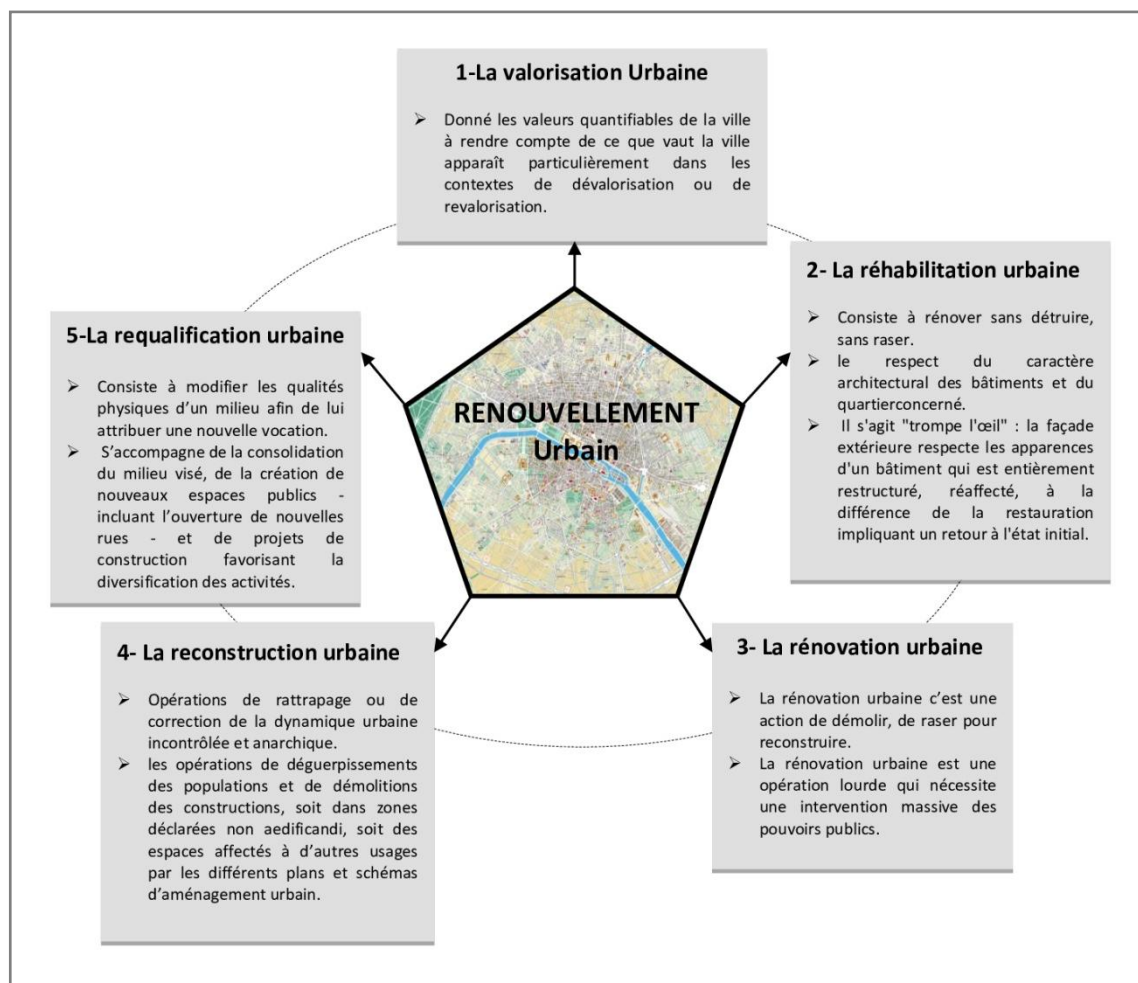 1-La valorisation Urbaine
➢ Donné les valeurs quantifiables de la ville
à rendre compte de ce que vaut la ville
apparaît particulièrement dans les
contextes de dévalorisation ou de
revalorisation.
2- La réhabilitation urbaine
➢ Consiste à rénover sans détruire,
sans raser.
➢ le respect du caractère
architectural des bâtiments et du
quartierconcerné.
➢ Il s'agit "trompe l'œil" : la façade
extérieure respecte les apparences
d'un bâtiment qui est entièrement
restructuré, réaffecté, à la
différence de la restauration
impliquant un retour à l'état initial.
RENOUVELLEMENT
Urbain
3- La rénovation urbaine
➢ La rénovation urbaine c’est une
action de démolir, de raser pour
reconstruire.
➢ La rénovation urbaine est une
opération lourde qui nécessite
une intervention massive des
pouvoirs publics.
4- La reconstruction urbaine
➢ Opérations de rattrapage ou de
correction de la dynamique urbaine
incontrôlée et anarchique.
➢ les opérations de déguerpissements
des populations et de démolitions
des constructions, soit dans zones
déclarées non aedificandi, soit des
espaces affectés à d’autres usages
par les différents plans et schémas
d’aménagement urbain.
5-La requalification urbaine
➢ Consiste à modifier les qualités
physiques d’un milieu afin de lui
attribuer une nouvelle vocation.
➢ S’accompagne de la consolidation
du milieu visé, de la création de
nouveaux espaces publics -
incluant l’ouverture de nouvelles
rues - et de projets de
construction favorisant la
diversification des activités.